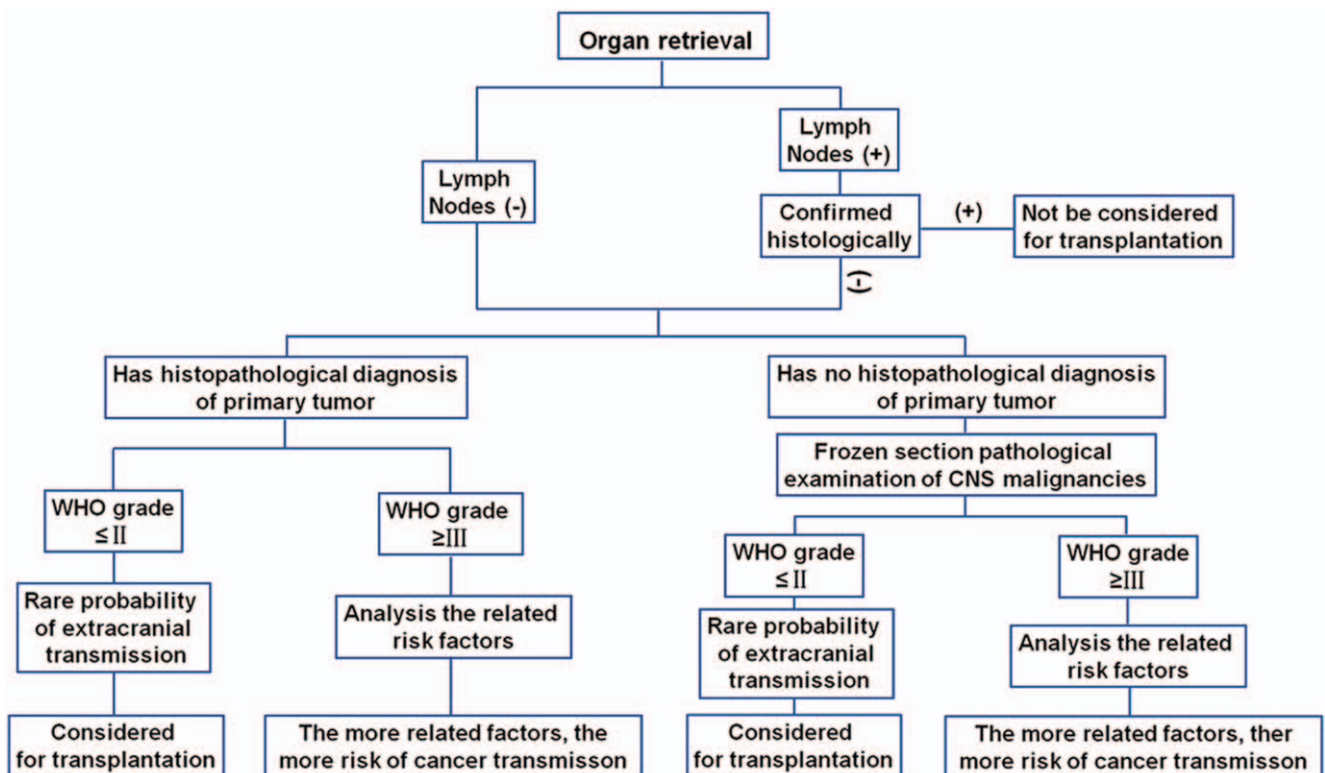 Organ retrieval
Lymph
Nodes (+)
Lymph
Nodes (-)
Confirmed
histologically
(+)
Not be considered
for transplantation
(-)
Has histopathological diagnosis
of primary tumor
Has no histopathological diagnosis
of primary tumor
Frozen section pathological
examination of CNS malignancies
WHO grade
≤ II
WHO grade
≥III
WHO grade
≤ II
WHO grade
≥III
Rare probability
of extracranial
transmission
Analysis the related
risk factors
Rare probability
of extracranial
transmission
Analysis the related
risk factors
Considered
for transplantation
The more related factors, the
more risk of cancer transmisson
Considered
for transplantation
The more related factors, ther
more risk of cancer transmisson